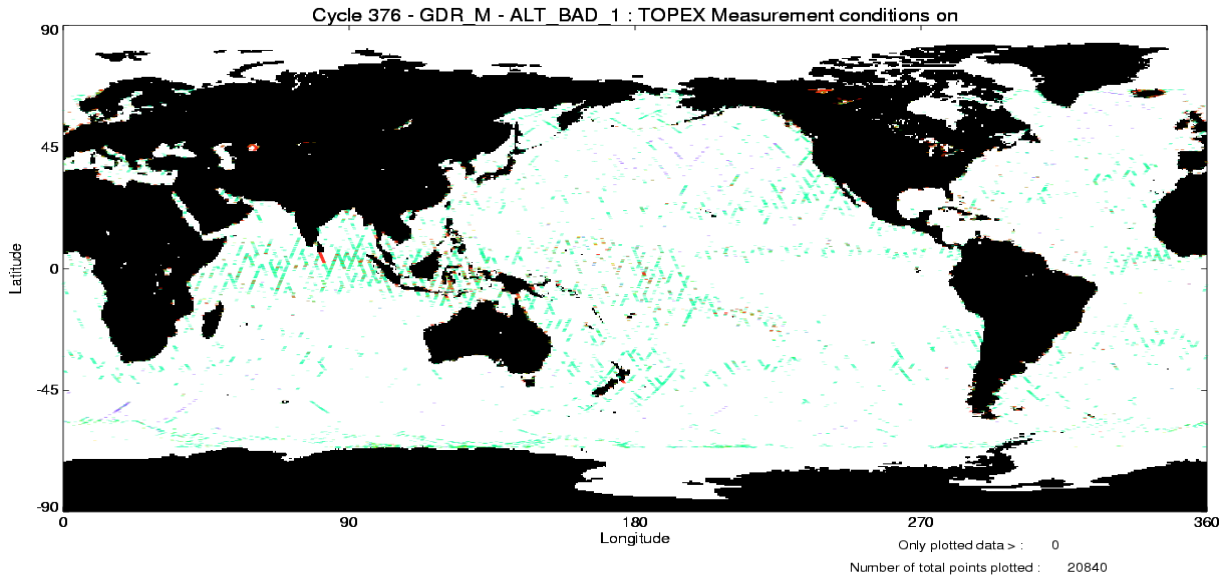 Cycle 376 - GDR_M - ALT_BAD_1 : TOPEX Measurement conditions on
90
45
0
-45
-90
Latitude
0 90 180 270 360
Longitude
Only plotted data > : 0
Number of total points plotted : 20840